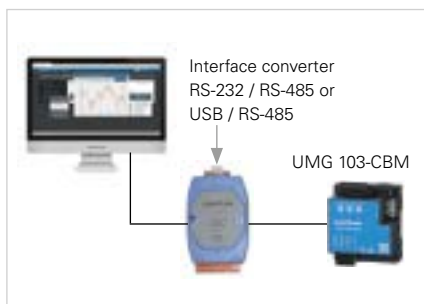 Interface converter
RS-232 / RS-485 or
USB / RS-485
UMG 103-CBM